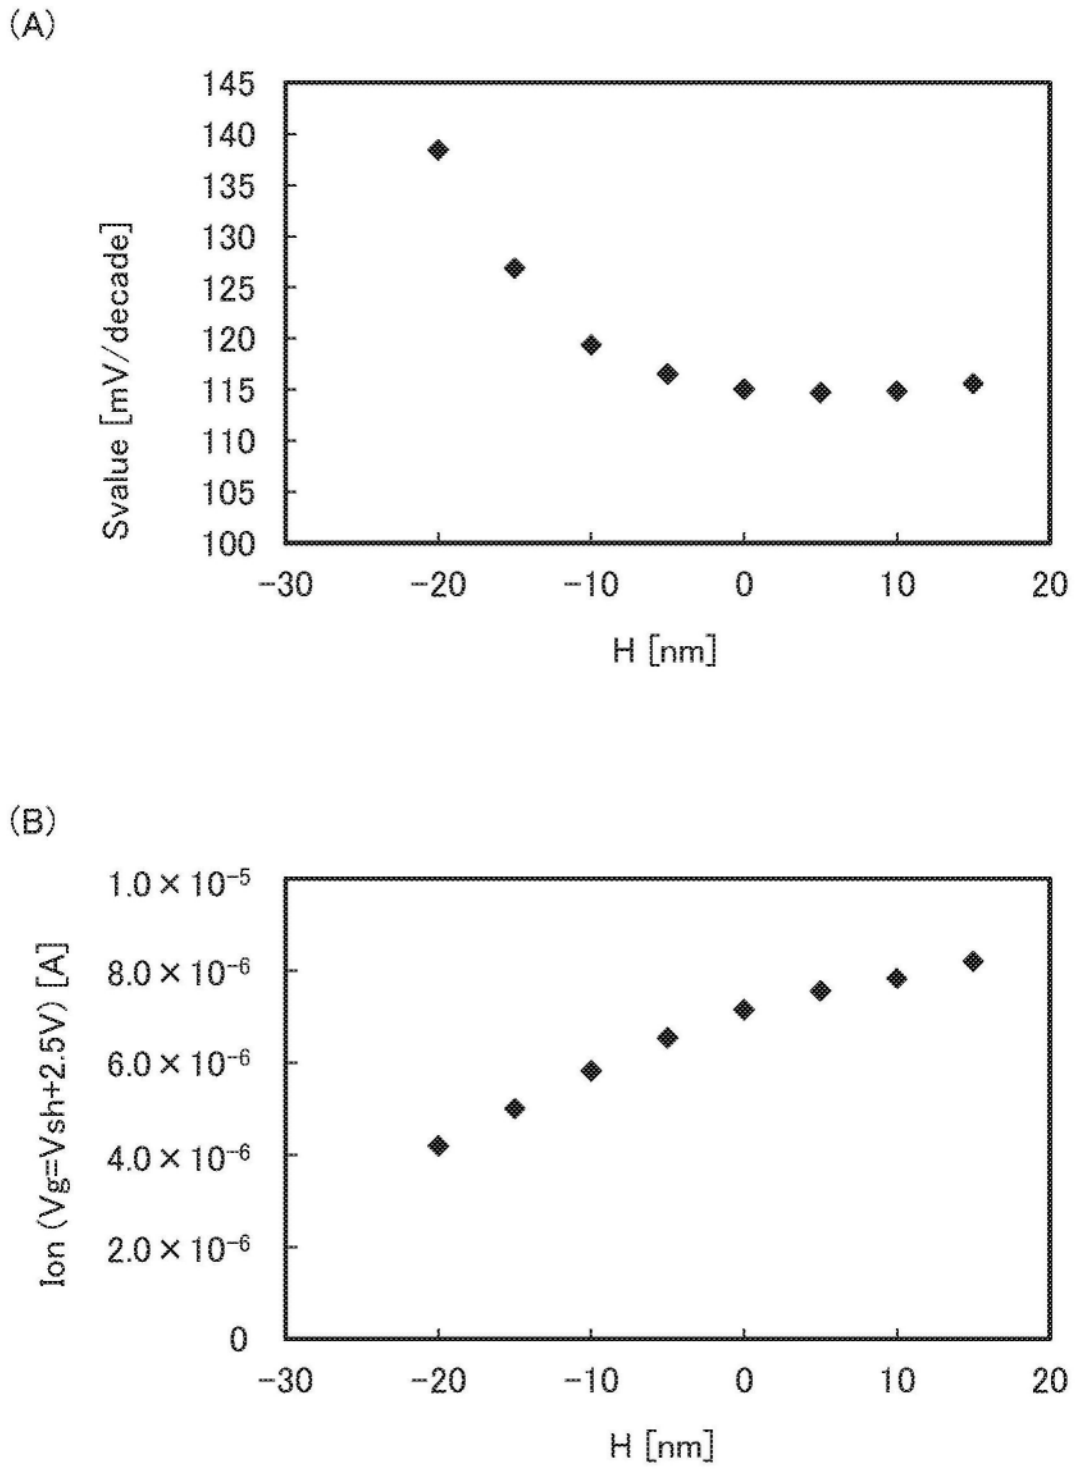 (A)
145
140
135
130
125
120
115
110
105
100
Svalue [mV/decade]
-30 -20 -10 0 10 20
H [nm]
(B)
1.0×10⁻⁵
8.0×10⁻⁶
6.0×10⁻⁶
4.0×10⁻⁶
2.0×10⁻⁶
0
Ion (Vg=Vsh+2.5V) [A]
-30 -20 -10 0 10 20
H [nm]